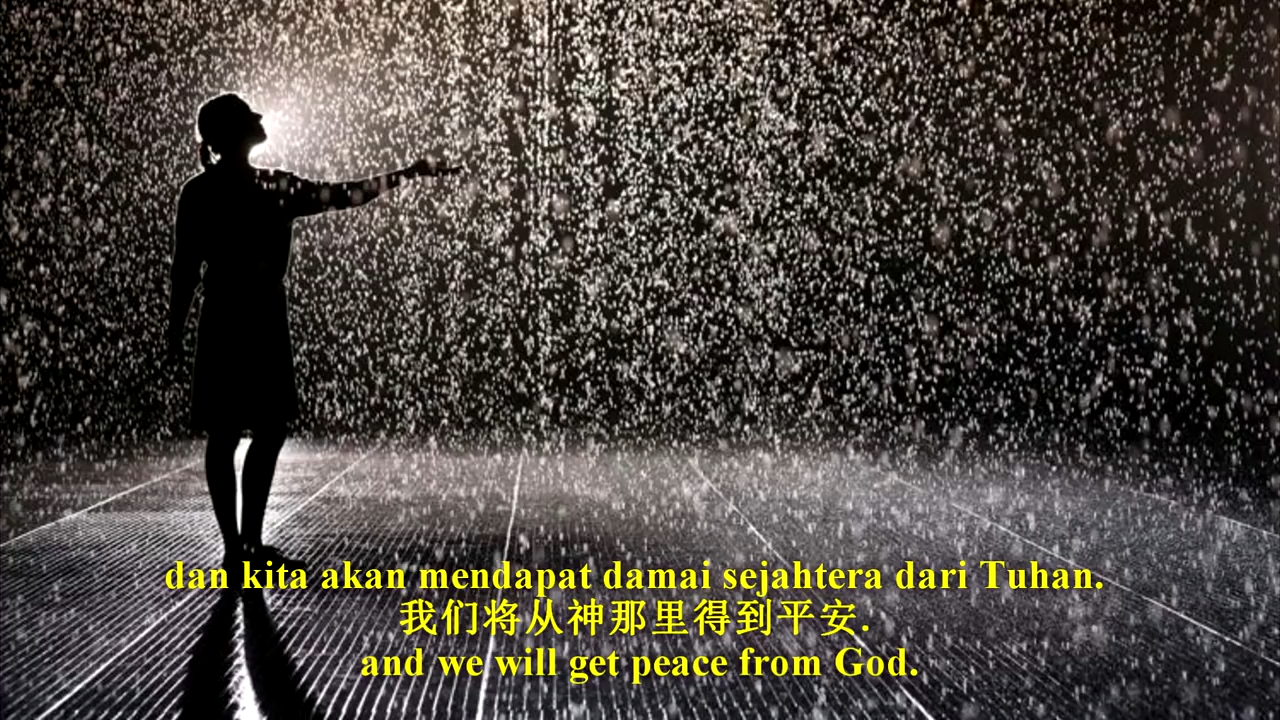 dan kita akan mendapat damai sejahtera dari Tuhan.
我们将从神那里得到平安.
and we will get peace from God.